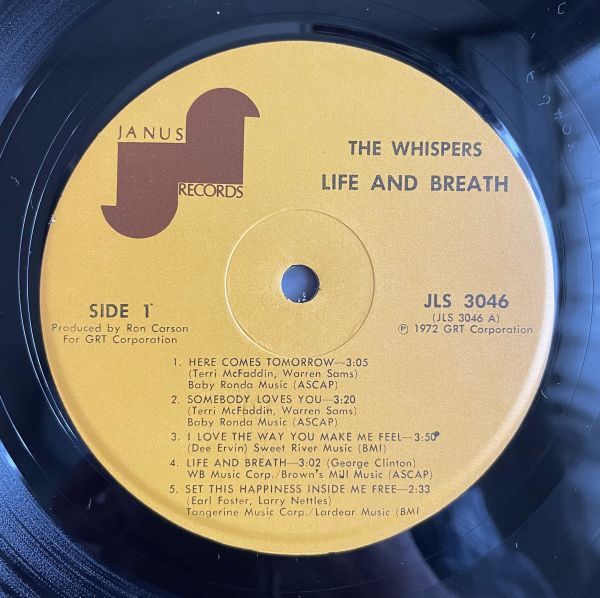 JANUS
RECORDS
THE WHISPERS
LIFE AND BREATH
SIDE 1
Produced by Ron Carson
For GRT Corporation
JLS 3046
(JLS 3046 A)
℗ 1972 GRT Corporation
1. HERE COMES TOMORROW—3:05
(Terri McFaddin, Warren Sams)
Baby Ronda Music (ASCAP)
2. SOMEBODY LOVES YOU—3:20
(Terri McFaddin, Warren Sams)
Baby Ronda Music (ASCAP)
3. I LOVE THE WAY YOU MAKE ME FEEL—3:50
(Dee Ervin) Sweet River Music (BMI)
4. LIFE AND BREATH—3:02 (George Clinton)
WB Music Corp./Brown's Mill Music (ASCAP)
5. SET THIS HAPPINESS INSIDE ME FREE—2:33
(Earl Foster, Larry Nettles)
Tangerine Music Corp./Lardear Music (BMI